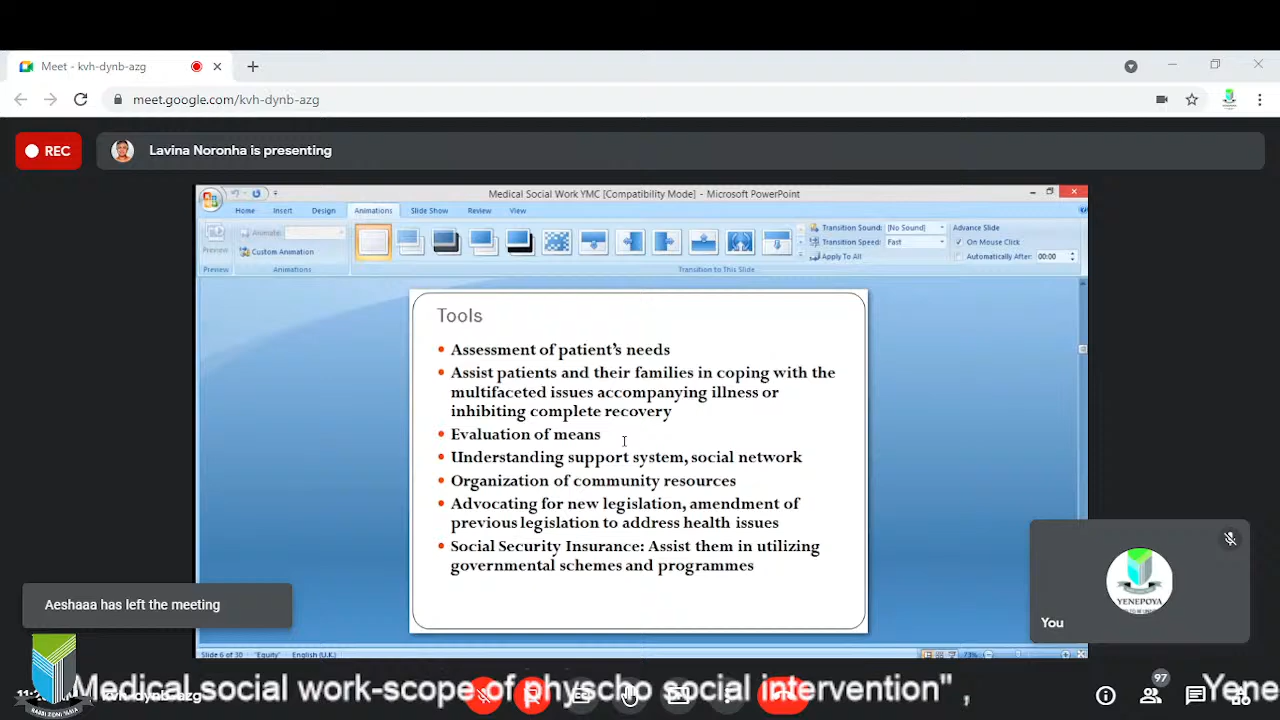 Meet - kvh-dynb-azg
meet.google.com/kvh-dynb-azg
REC
Lavina Noronha is presenting
Medical Social Work YMC [Compatibility Mode] - Microsoft PowerPoint
Home Insert Design Animations Slide Show Review View
Preview
Animate:
Custom Animation
Transition Sound: [No Sound]
Transition Speed: Fast
Apply To All
Advance Slide
On Mouse Click
Automatically After: 00:00
Preview Animations Transition to This Slide
Tools
• Assessment of patient's needs
• Assist patients and their families in coping with the
multifaceted issues accompanying illness or
inhibiting complete recovery
• Evaluation of means
• Understanding support system, social network
• Organization of community resources
• Advocating for new legislation, amendment of
previous legislation to address health issues
• Social Security Insurance: Assist them in utilizing
governmental schemes and programmes
YENEPOYA
You
Aeshaaa has left the meeting
Slide 6 of 30 "Equity" English (U.K.)
73%
Medical social work-scope of physcho social intervention" , Yene
kvh-dynb-azg
97